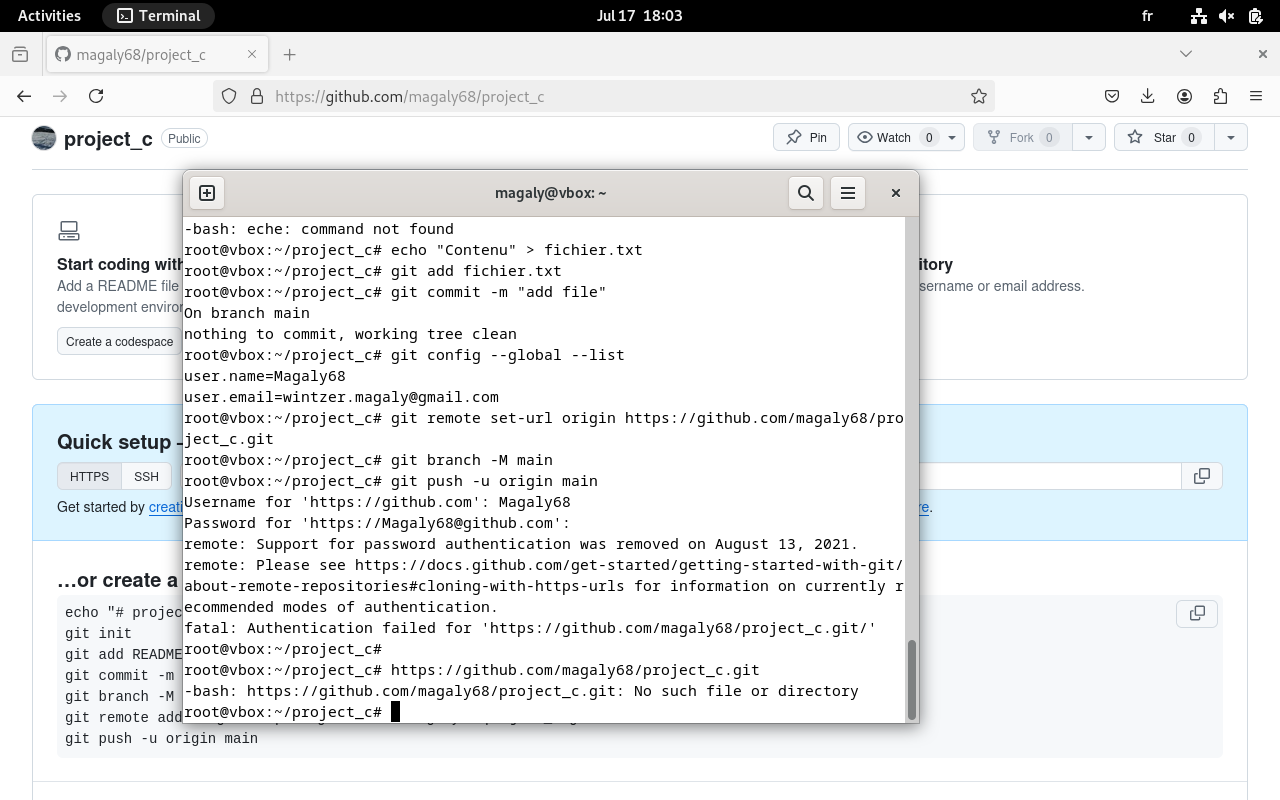 Activities
Terminal
Jul 17 18:03
fr
magaly68/project_c
https://github.com/magaly68/project_c
project_c
Public
Pin
Watch 0
Fork 0
Star 0
Start coding with
Add a README file
development environ
Create a codespace
itory
sername or email address.
Quick setup -
HTTPS
SSH
Get started by creati
re.
…or create a
echo "# projec
git init
git add README
git commit -m
git branch -M
git remote add
git push -u origin main
magaly@vbox: ~
-bash: eche: command not found
root@vbox:~/project_c# echo "Contenu" > fichier.txt
root@vbox:~/project_c# git add fichier.txt
root@vbox:~/project_c# git commit -m "add file"
On branch main
nothing to commit, working tree clean
root@vbox:~/project_c# git config --global --list
user.name=Magaly68
user.email=wintzer.magaly@gmail.com
root@vbox:~/project_c# git remote set-url origin https://github.com/magaly68/pro
ject_c.git
root@vbox:~/project_c# git branch -M main
root@vbox:~/project_c# git push -u origin main
Username for 'https://github.com': Magaly68
Password for 'https://Magaly68@github.com':
remote: Support for password authentication was removed on August 13, 2021.
remote: Please see https://docs.github.com/get-started/getting-started-with-git/
about-remote-repositories#cloning-with-https-urls for information on currently r
ecommended modes of authentication.
fatal: Authentication failed for 'https://github.com/magaly68/project_c.git/'
root@vbox:~/project_c#
root@vbox:~/project_c# https://github.com/magaly68/project_c.git
-bash: https://github.com/magaly68/project_c.git: No such file or directory
root@vbox:~/project_c#